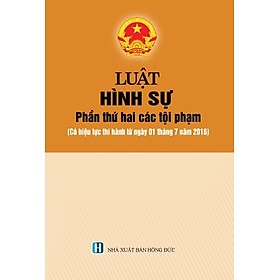 LUẬT
HÌNH SỰ
Phần thứ hai các tội phạm
(Có hiệu lực thi hành từ ngày 01 tháng 7 năm 2016)
NHÀ XUẤT BẢN HỒNG ĐỨC